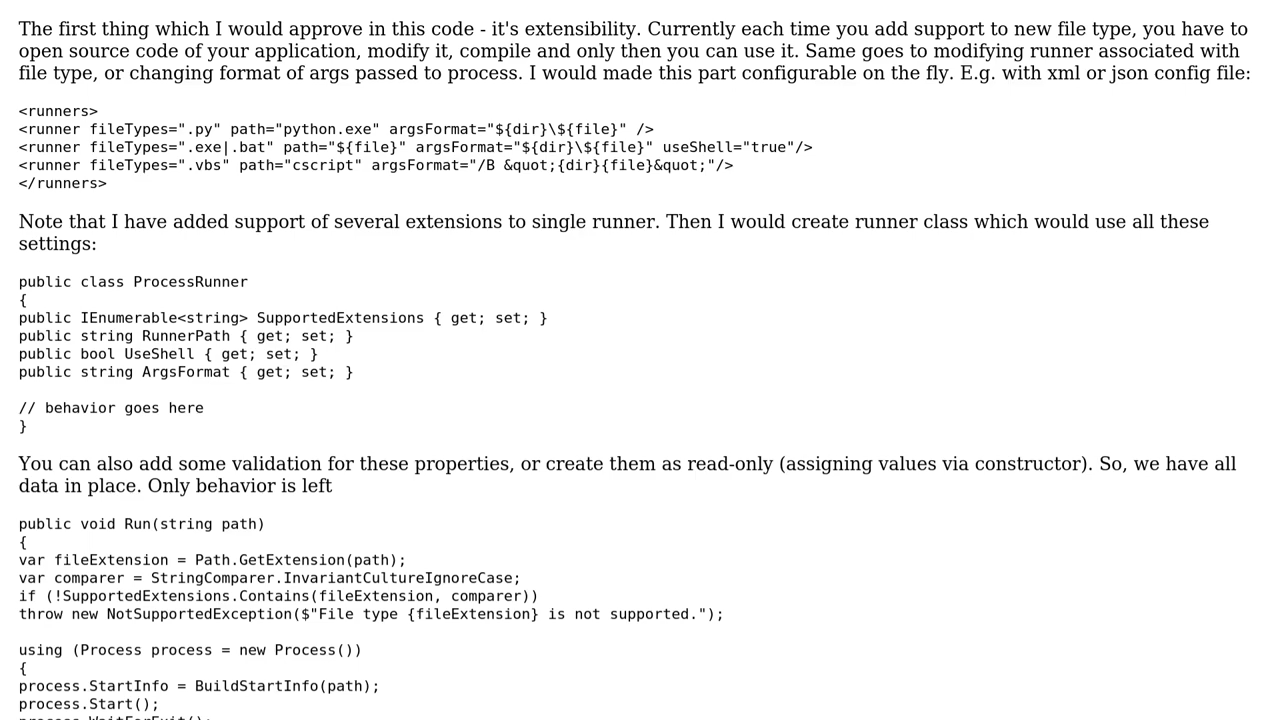 The first thing which I would approve in this code - it's extensibility. Currently each time you add support to new file type, you have to
open source code of your application, modify it, compile and only then you can use it. Same goes to modifying runner associated with
file type, or changing format of args passed to process. I would made this part configurable on the fly. E.g. with xml or json config file:
<runners>
<runner fileTypes=".py" path="python.exe" argsFormat="${dir}\${file}" />
<runner fileTypes=".exe|.bat" path="${file}" argsFormat="${dir}\${file}" useShell="true"/>
<runner fileTypes=".vbs" path="cscript" argsFormat="/B &quot;{dir}{file}&quot;"/>
</runners>
Note that I have added support of several extensions to single runner. Then I would create runner class which would use all these
settings:
public class ProcessRunner
{
public IEnumerable<string> SupportedExtensions { get; set; }
public string RunnerPath { get; set; }
public bool UseShell { get; set; }
public string ArgsFormat { get; set; }
// behavior goes here
}
You can also add some validation for these properties, or create them as read-only (assigning values via constructor). So, we have all
data in place. Only behavior is left
public void Run(string path)
{
var fileExtension = Path.GetExtension(path);
var comparer = StringComparer.InvariantCultureIgnoreCase;
if (!SupportedExtensions.Contains(fileExtension, comparer))
throw new NotSupportedException($"File type {fileExtension} is not supported.");
using (Process process = new Process())
{
process.StartInfo = BuildStartInfo(path);
process.Start();
process.WaitForExit();